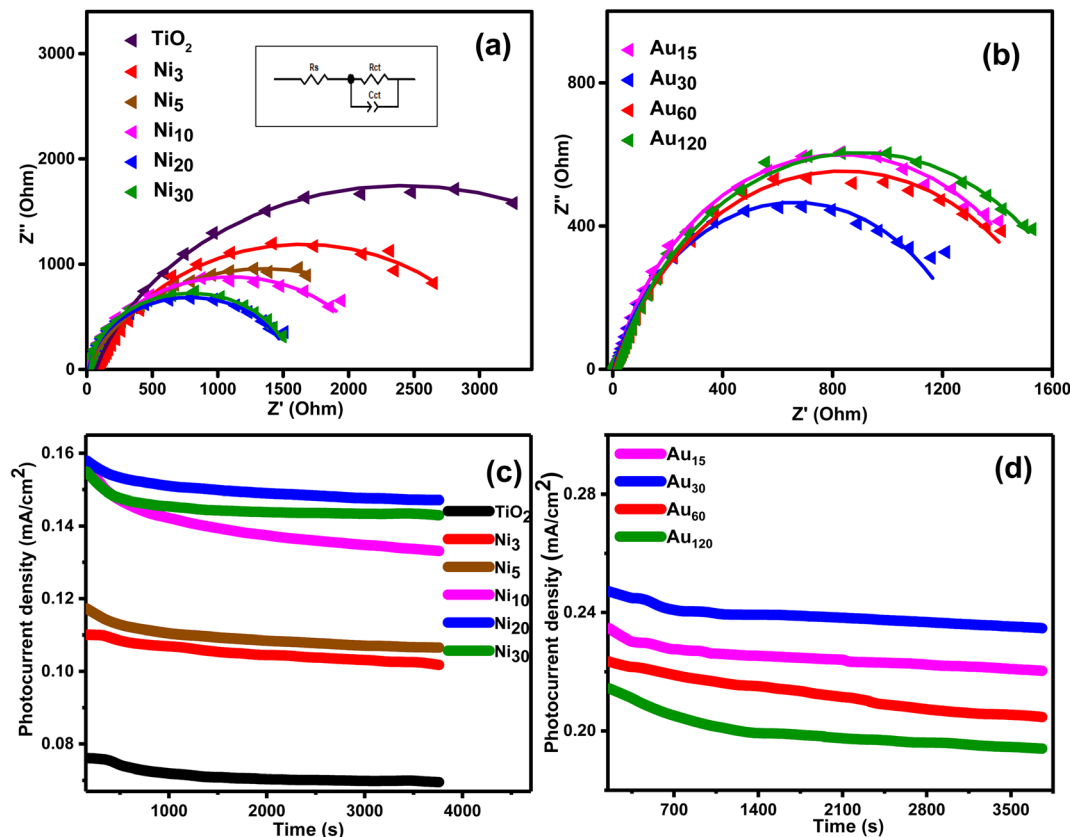 (a)
TiO2
Ni3
Ni5
Ni10
Ni20
Ni30
Rs
Rct
Cct
3000
2000
1000
0
Z'' (Ohm)
0 500 1000 1500 2000 2500 3000
Z' (Ohm)
(b)
Au15
Au30
Au60
Au120
800
400
0
Z'' (Ohm)
0 400 800 1200 1600
Z' (Ohm)
(c)
0.16
0.14
0.12
0.10
0.08
Photocurrent density (mA/cm2)
TiO2
Ni3
Ni5
Ni10
Ni20
Ni30
1000 2000 3000 4000
Time (s)
(d)
Au15
Au30
Au60
Au120
0.28
0.24
0.20
Photocurrent density (mA/cm2)
700 1400 2100 2800 3500
Time (s)